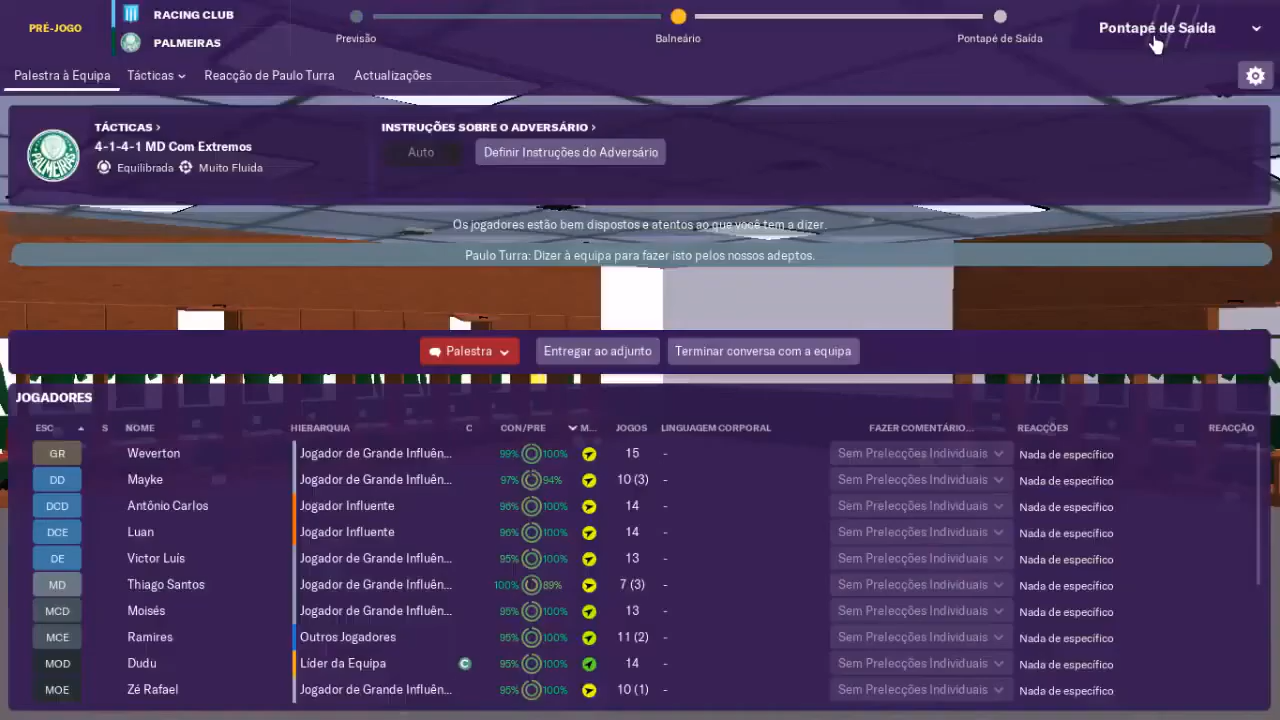 PRÉ-JOGO
RACING CLUB
PALMEIRAS
Previsão
Balneário
Pontapé de Saída
Pontapé de Saída
Palestra à Equipa
Tácticas
Reacção de Paulo Turra
Actualizações
TÁCTICAS >
4-1-4-1 MD Com Extremos
Equilibrada
Muito Fluida
INSTRUÇÕES SOBRE O ADVERSÁRIO >
Auto
Definir Instruções do Adversário
Os jogadores estão bem dispostos e atentos ao que você tem a dizer.
Paulo Turra: Dizer à equipa para fazer isto pelos nossos adeptos.
Palestra
Entregar ao adjunto
Terminar conversa com a equipa
JOGADORES
ESC S NOME HIERARQUIA C CON/PRE M... JOGOS LINGUAGEM CORPORAL FAZER COMENTÁRIO... REACÇÕES REACÇÃO
GR Weverton Jogador de Grande Influên... 99% 100% 15 - Sem Prelecções Individuais Nada de específico
DD Mayke Jogador de Grande Influên... 97% 94% 10 (3) - Sem Prelecções Individuais Nada de específico
DCD Antônio Carlos Jogador Influente 96% 100% 14 - Sem Prelecções Individuais Nada de específico
DCE Luan Jogador Influente 96% 100% 14 - Sem Prelecções Individuais Nada de específico
DE Victor Luís Jogador de Grande Influên... 95% 100% 13 - Sem Prelecções Individuais Nada de específico
MD Thiago Santos Jogador de Grande Influên... 100% 89% 7 (3) - Sem Prelecções Individuais Nada de específico
MCD Moisés Jogador de Grande Influên... 95% 100% 13 - Sem Prelecções Individuais Nada de específico
MCE Ramires Outros Jogadores 95% 100% 11 (2) - Sem Prelecções Individuais Nada de específico
MOD Dudu Líder da Equipa C 95% 100% 14 - Sem Prelecções Individuais Nada de específico
MOE Zé Rafael Jogador de Grande Influên... 95% 100% 10 (1) - Sem Prelecções Individuais Nada de específico